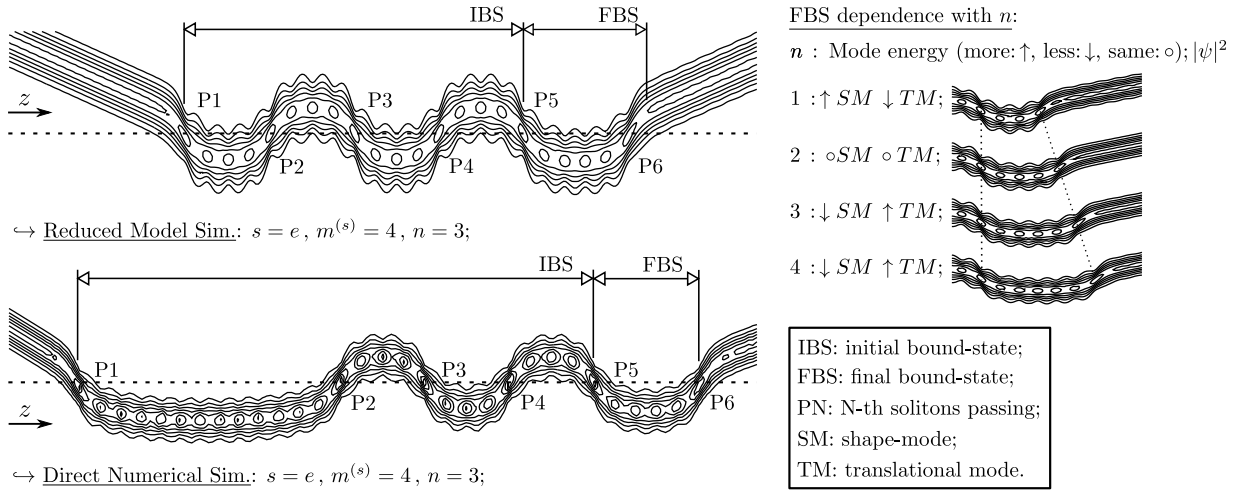 IBS FBS
P1 P3 P5
z
P2 P4 P6
↪ Reduced Model Sim.: s = e, m^(s) = 4, n = 3;
IBS FBS
P1 P3 P5
P2 P4 P6
z
↪ Direct Numerical Sim.: s = e, m^(s) = 4, n = 3;
FBS dependence with n:
n : Mode energy (more:↑, less:↓, same:∘); |ψ|^2
1 :↑ SM ↓ TM;
2 : ∘SM ∘ TM;
3 :↓ SM ↑ TM;
4 :↓ SM ↑ TM;
IBS: initial bound-state;
FBS: final bound-state;
PN: N-th solitons passing;
SM: shape-mode;
TM: translational mode.